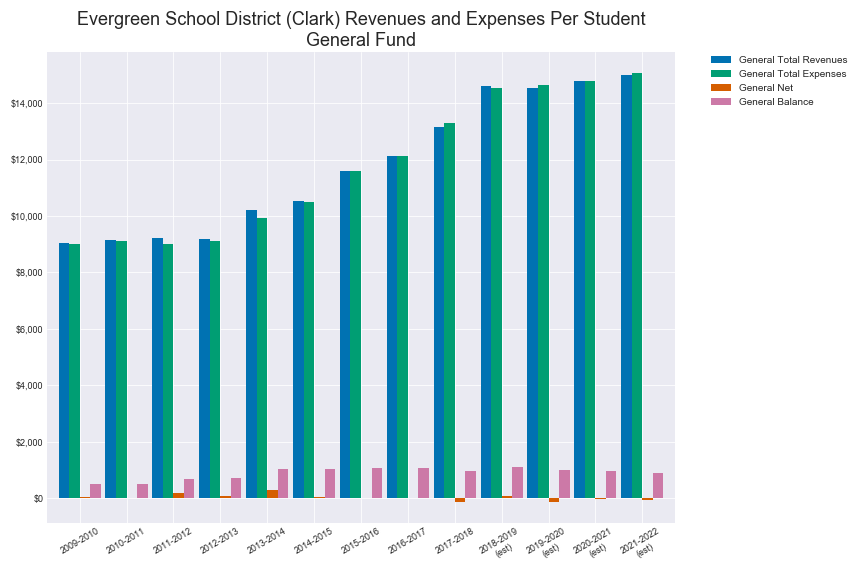 Evergreen School District (Clark) Revenues and Expenses Per Student
General Fund
General Total Revenues
General Total Expenses
General Net
General Balance
$14,000
$12,000
$10,000
$8,000
$6,000
$4,000
$2,000
$0
2009-2010
2010-2011
2011-2012
2012-2013
2013-2014
2014-2015
2015-2016
2016-2017
2017-2018
2018-2019
(est)
2019-2020
(est)
2020-2021
(est)
2021-2022
(est)